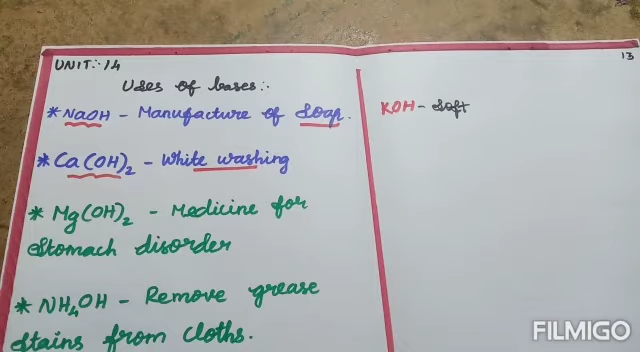 UNIT:-14
13
Uses of bases:-
* NaOH - Manufacture of Soap.
* Ca(OH)₂ - White washing
* Mg(OH)₂ - Medicine for
Stomach disorder
* NH₄OH - Remove grease
stains from cloths.
KOH - Soft
FILMIGO